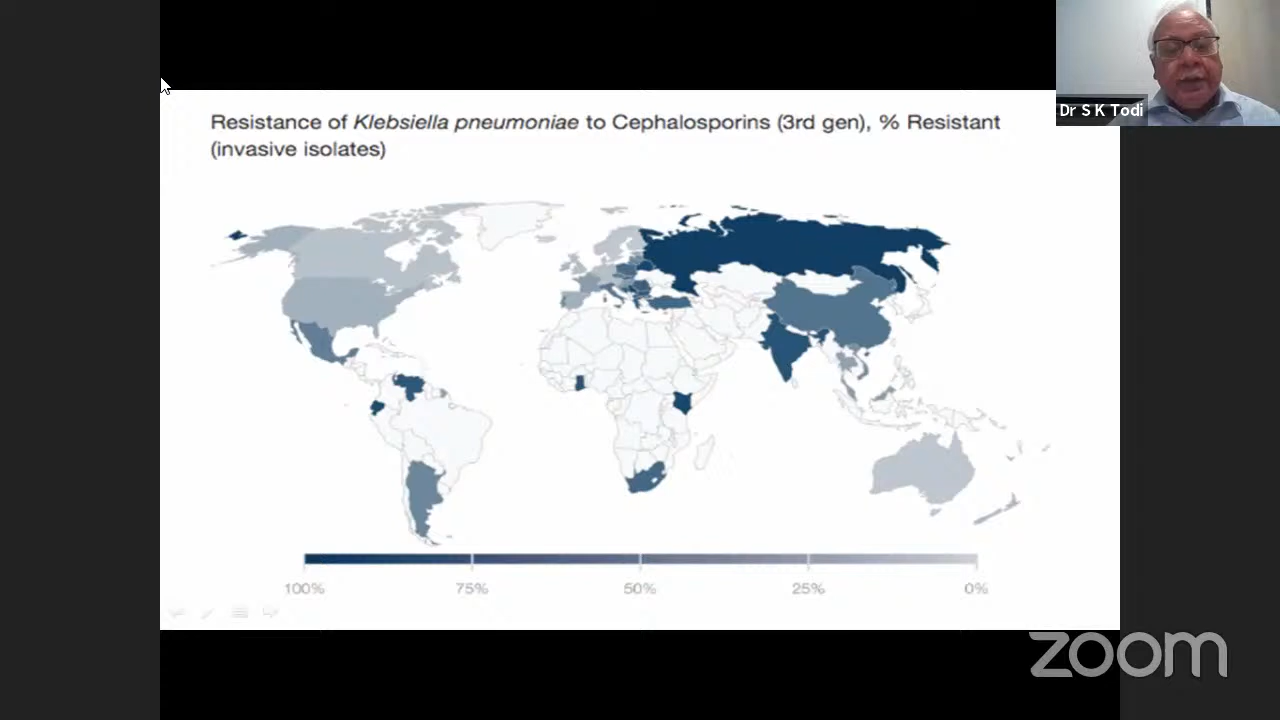 Dr S K Todi
Resistance of Klebsiella pneumoniae to Cephalosporins (3rd gen), % Resistant
(invasive isolates)
100% 75% 50% 25% 0%
zoom